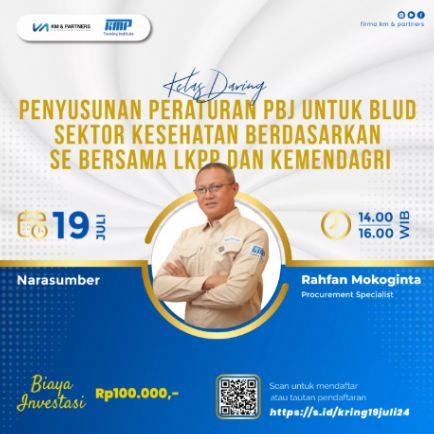 KM & PARTNERS
KMP
Training Institute
firma km & partners
Kelas Daring
PENYUSUNAN PERATURAN PBJ UNTUK BLUD
SEKTOR KESEHATAN BERDASARKAN
SE BERSAMA LKPP DAN KEMENDAGRI
19
JULI
14.00
16.00
WIB
Narasumber
Rahfan Mokoginta
Procurement Specialist
Biaya
Investasi
Rp100.000,-
Scan untuk mendaftar
atau tautan pendaftaran
https://s.id/kring19juli24